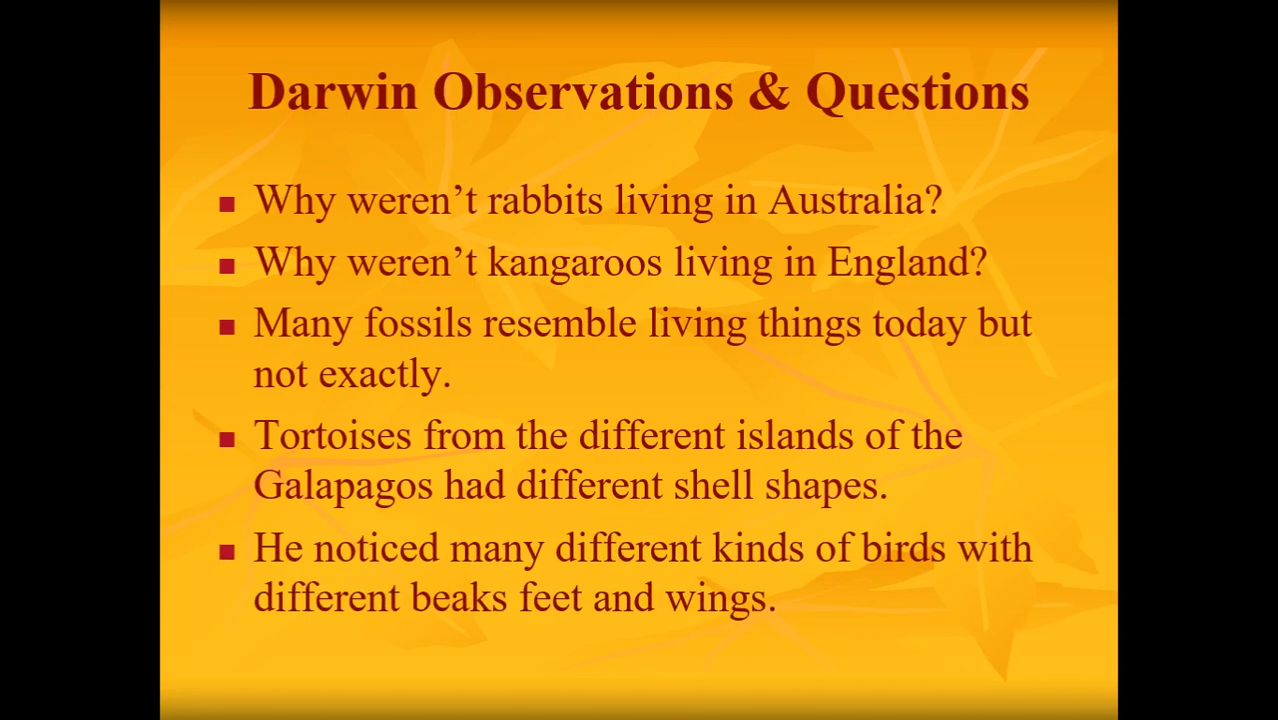 Darwin Observations & Questions
Why weren’t rabbits living in Australia?
Why weren’t kangaroos living in England?
Many fossils resemble living things today but
not exactly.
Tortoises from the different islands of the
Galapagos had different shell shapes.
He noticed many different kinds of birds with
different beaks feet and wings.